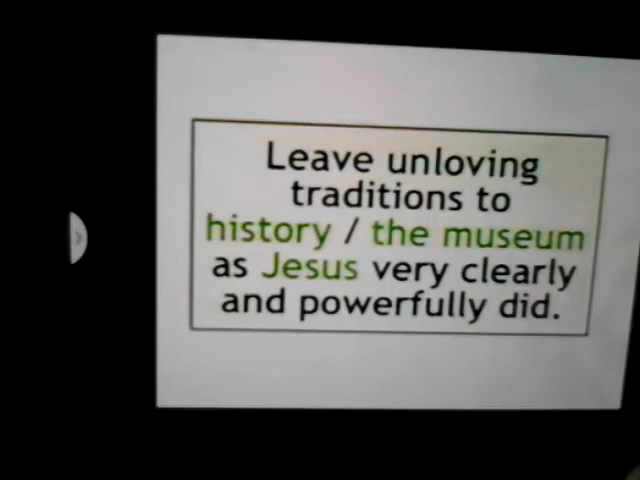 Leave unloving
traditions to
history / the museum
as Jesus very clearly
and powerfully did.